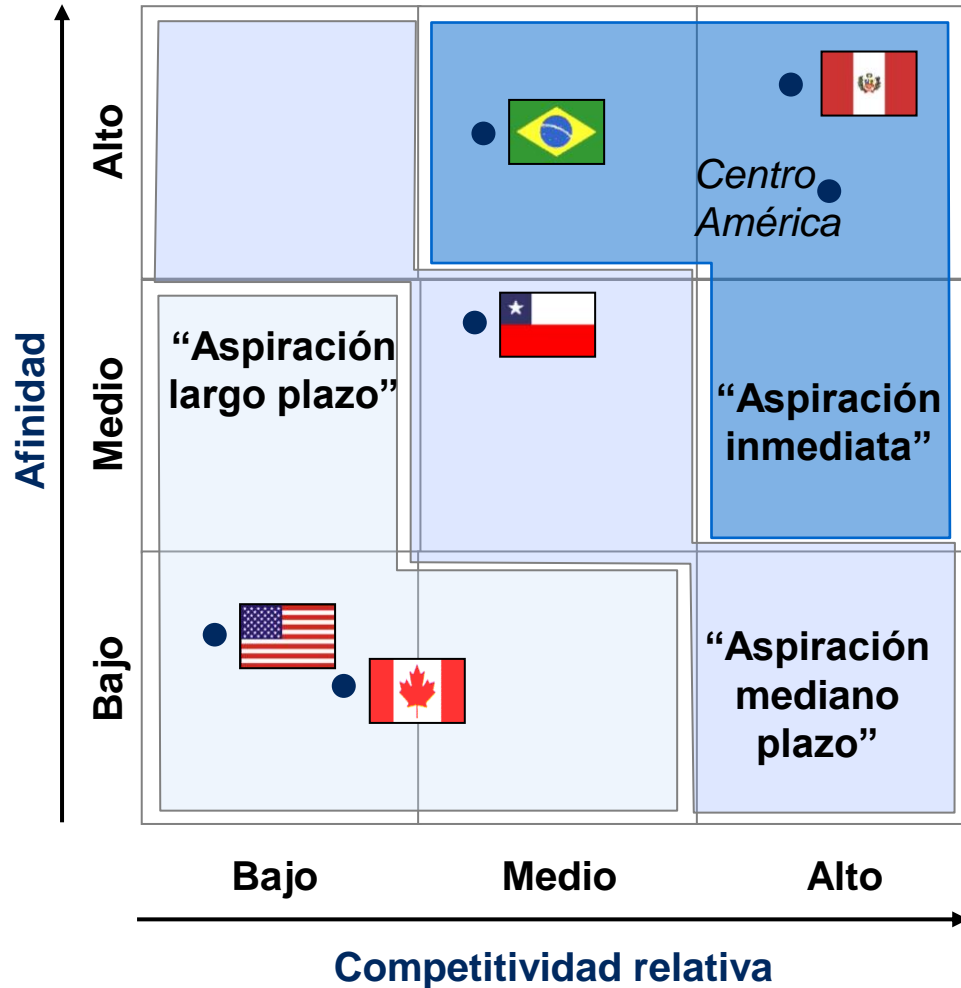 Afinidad
Alto
Medio
Bajo
Centro
América
“Aspiración
largo plazo”
“Aspiración
inmediata”
“Aspiración
mediano
plazo”
Bajo
Medio
Alto
Competitividad relativa